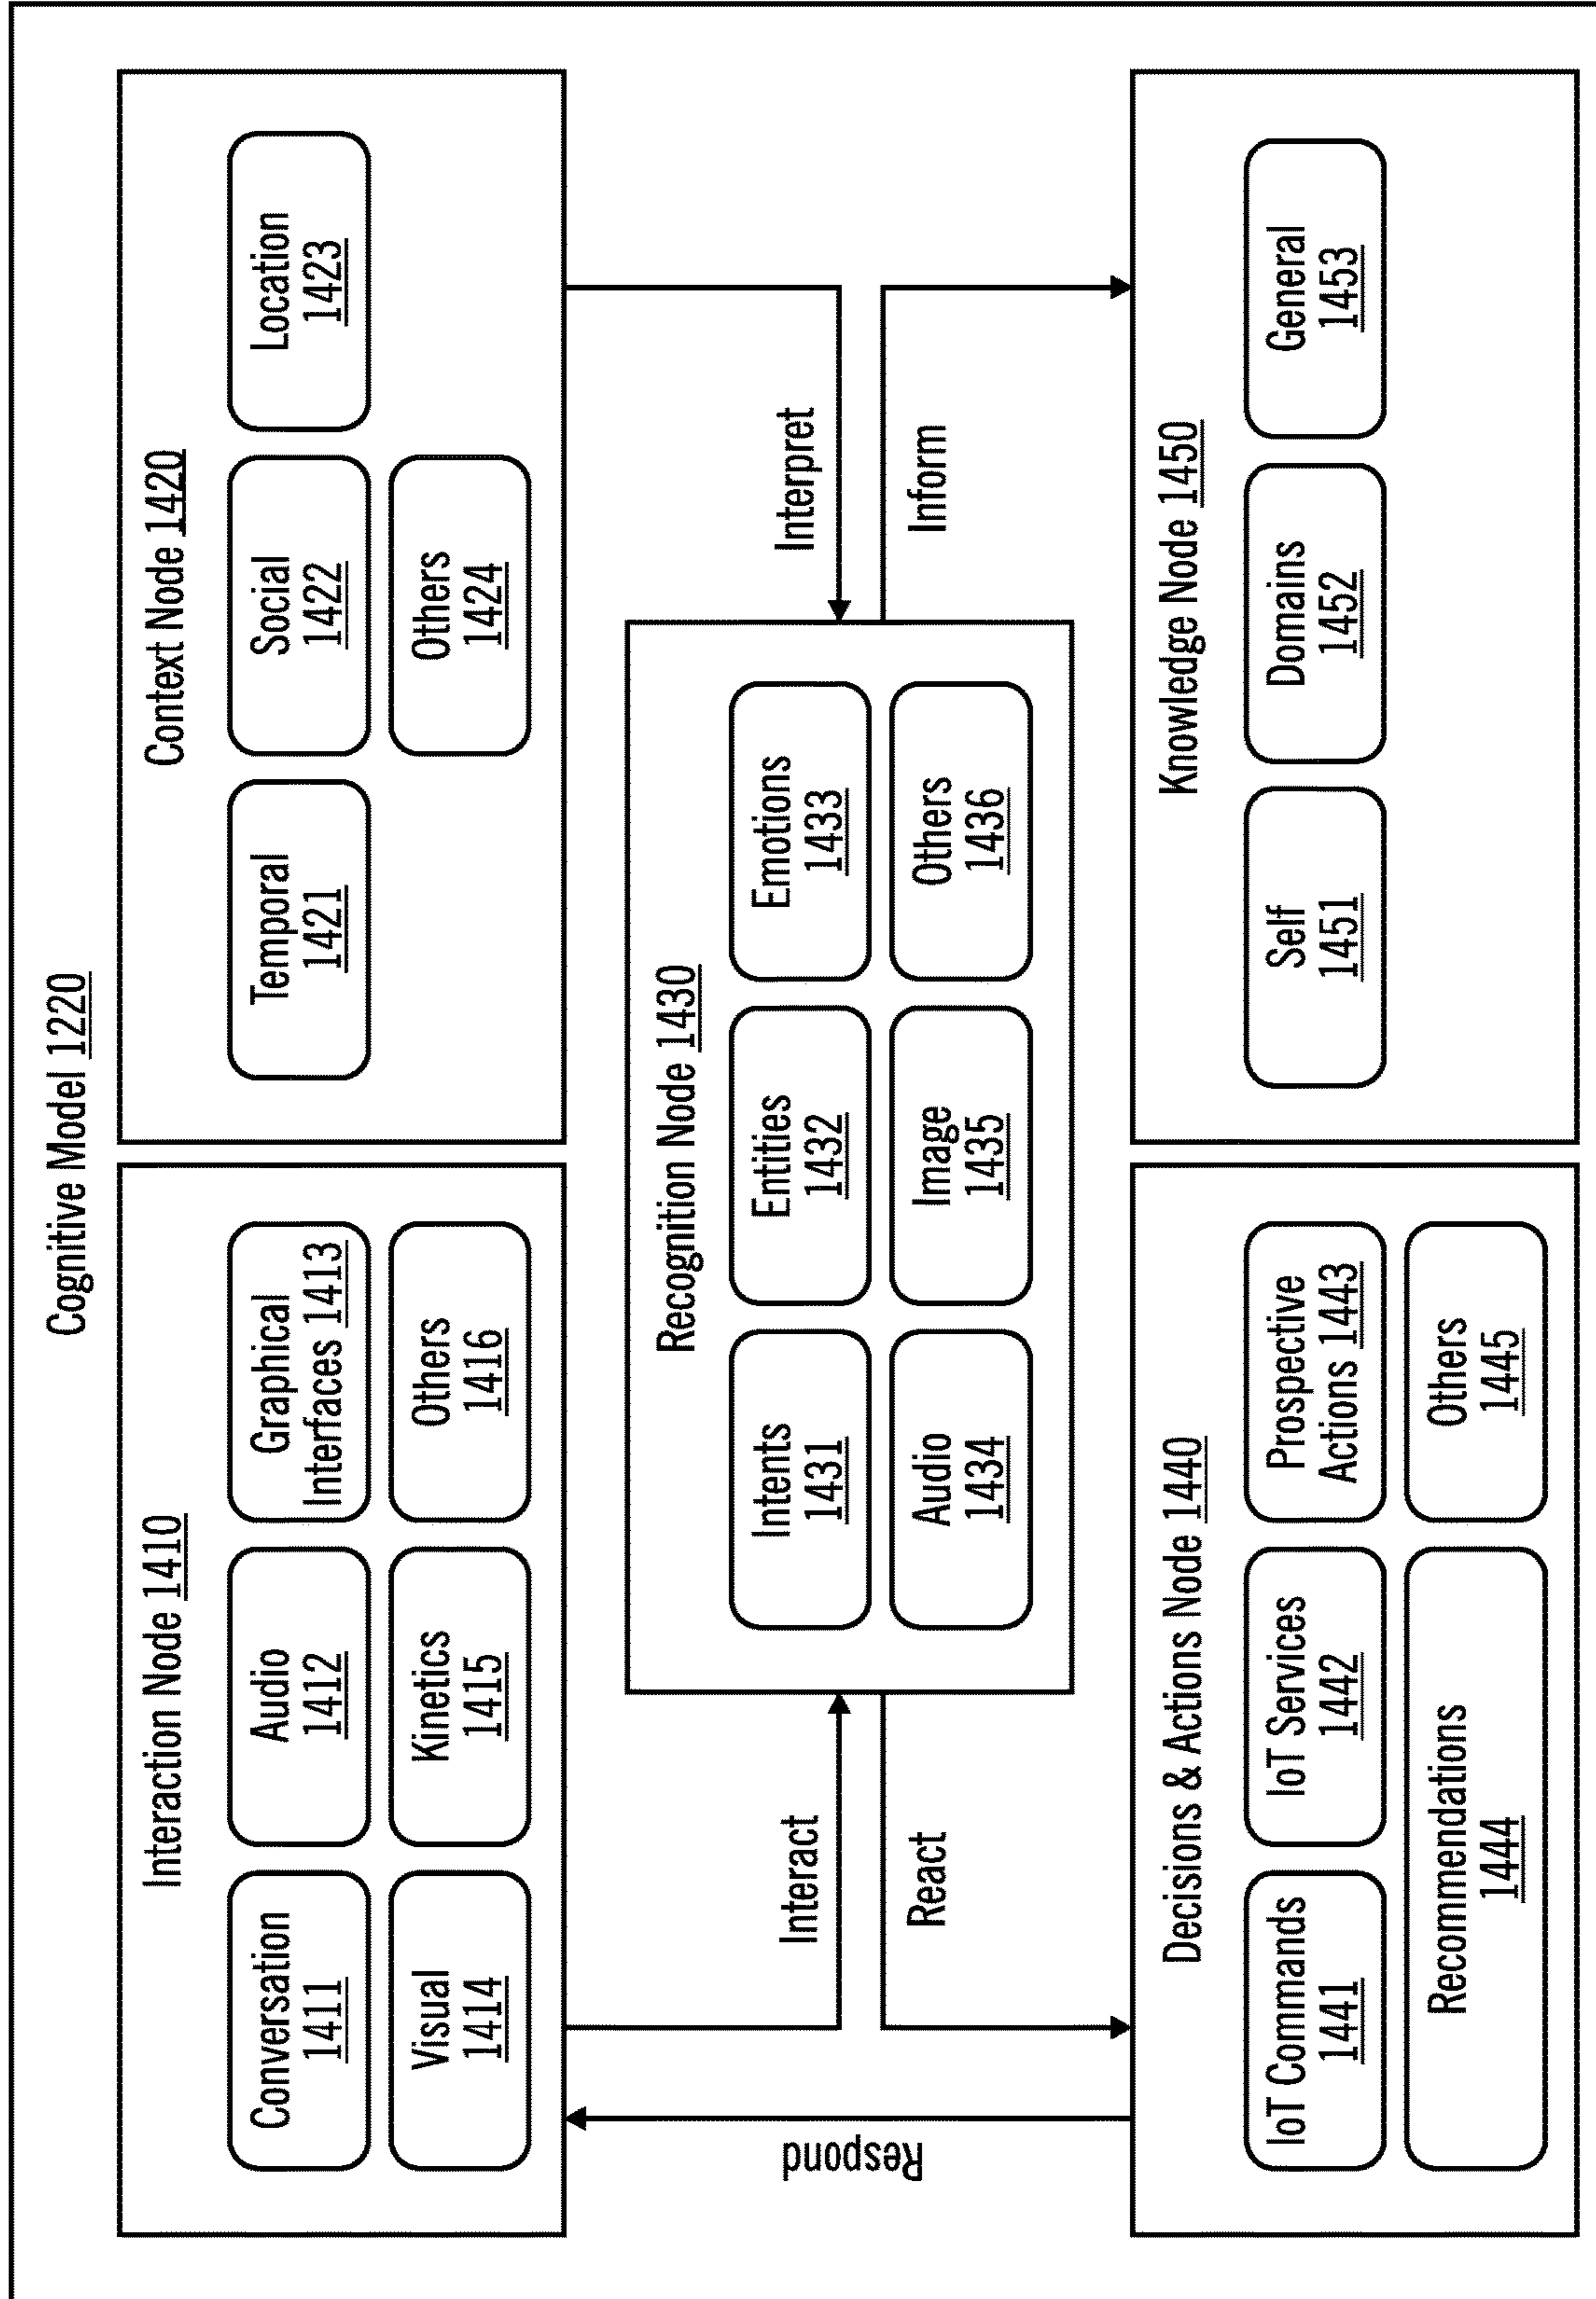 Cognitive Model 1220
Interaction Node 1410
Conversation
1411
Audio
1412
Graphical
Interfaces 1413
Visual
1414
Kinetics
1415
Others
1416
Context Node 1420
Temporal
1421
Social
1422
Location
1423
Others
1424
Respond
Interact
React
Recognition Node 1430
Intents
1431
Entities
1432
Emotions
1433
Audio
1434
Image
1435
Others
1436
Interpret
Inform
Decisions & Actions Node 1440
IoT Commands
1441
IoT Services
1442
Prospective
Actions 1443
Recommendations
1444
Others
1445
Knowledge Node 1450
Self
1451
Domains
1452
General
1453